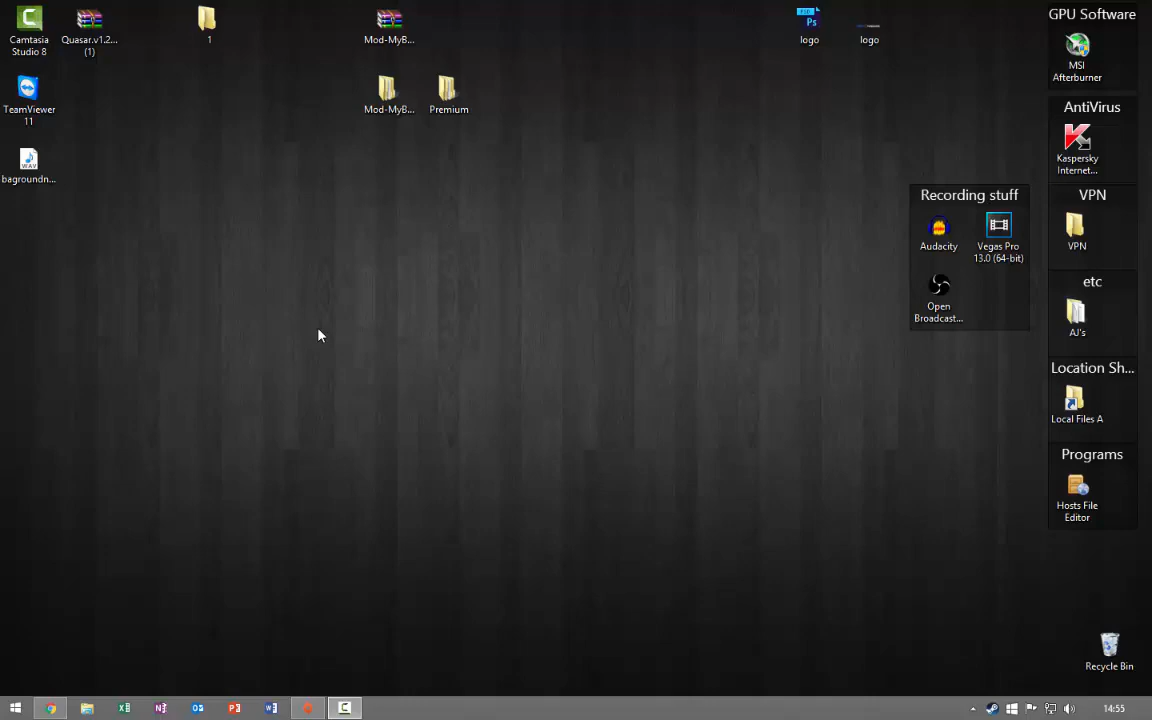 Camtasia
Studio 8
Quasar.v1.2...
(1)
1
Mod-MyB...
logo
logo
GPU Software
MSI
Afterburner
TeamViewer
11
Mod-MyB...
Premium
AntiVirus
Kaspersky
Internet...
bagroundn...
WAV
Recording stuff
Audacity
Vegas Pro
13.0 (64-bit)
Open
Broadcast...
VPN
VPN
etc
AJ's
Location Sh...
Local Files A
Programs
Hosts File
Editor
Recycle Bin
14:55